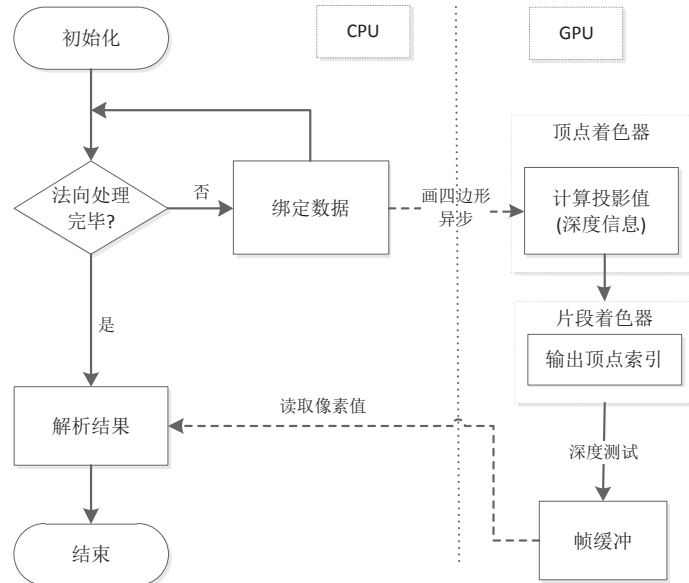 初始化
CPU
GPU
顶点着色器
法向处理
完毕?
否
绑定数据
画四边形
异步
计算投影值
(深度信息)
是
片段着色器
输出顶点索引
解析结果
读取像素值
深度测试
结束
帧缓冲